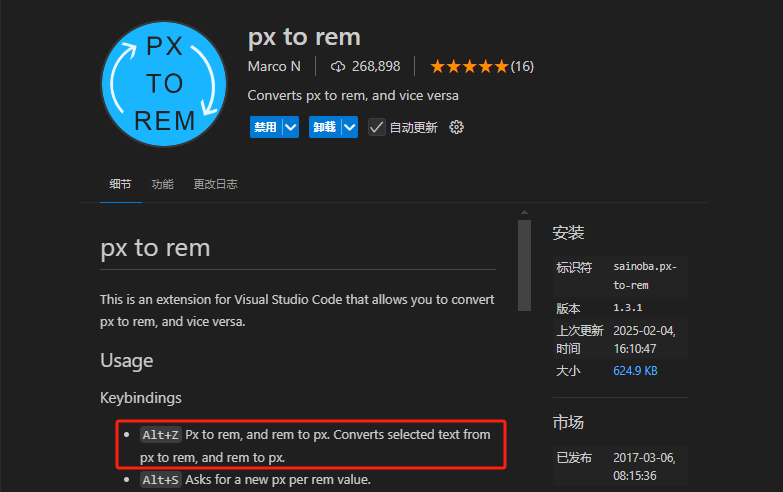 PX
TO
REM
px to rem
Marco N 268,898 (16)
Converts px to rem, and vice versa
禁用 卸载 自动更新
细节 功能 更改日志
px to rem
This is an extension for Visual Studio Code that allows you to convert
px to rem, and vice versa.
Usage
Keybindings
Alt+Z Px to rem, and rem to px. Converts selected text from
px to rem, and rem to px.
Alt+S Asks for a new px per rem value.
安装
标识符 sainoba.px-
to-rem
版本 1.3.1
上次更新 2025-02-04,
时间 16:10:47
大小 624.9 KB
市场
已发布 2017-03-06,
08:15:36